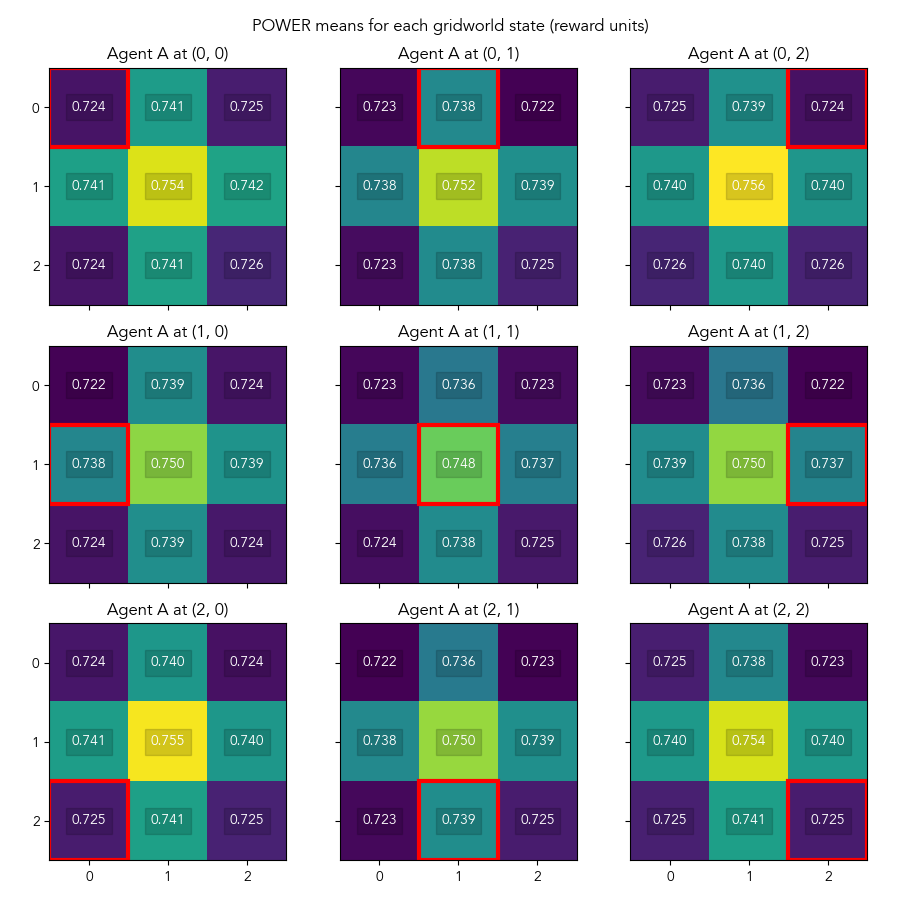 POWER means for each gridworld state (reward units)
Agent A at (0, 0) Agent A at (0, 1) Agent A at (0, 2)
0 0.724 0.741 0.725 0.723 0.738 0.722 0.725 0.739 0.724
1 0.741 0.754 0.742 0.738 0.752 0.739 0.740 0.756 0.740
2 0.724 0.741 0.726 0.723 0.738 0.725 0.726 0.740 0.726
Agent A at (1, 0) Agent A at (1, 1) Agent A at (1, 2)
0 0.722 0.739 0.724 0.723 0.736 0.723 0.723 0.736 0.722
1 0.738 0.750 0.739 0.736 0.748 0.737 0.739 0.750 0.737
2 0.724 0.739 0.724 0.724 0.738 0.725 0.726 0.738 0.725
Agent A at (2, 0) Agent A at (2, 1) Agent A at (2, 2)
0 0.724 0.740 0.724 0.722 0.736 0.723 0.725 0.738 0.723
1 0.741 0.755 0.740 0.738 0.750 0.739 0.740 0.754 0.740
2 0.725 0.741 0.725 0.723 0.739 0.725 0.725 0.741 0.725
0 1 2 0 1 2 0 1 2